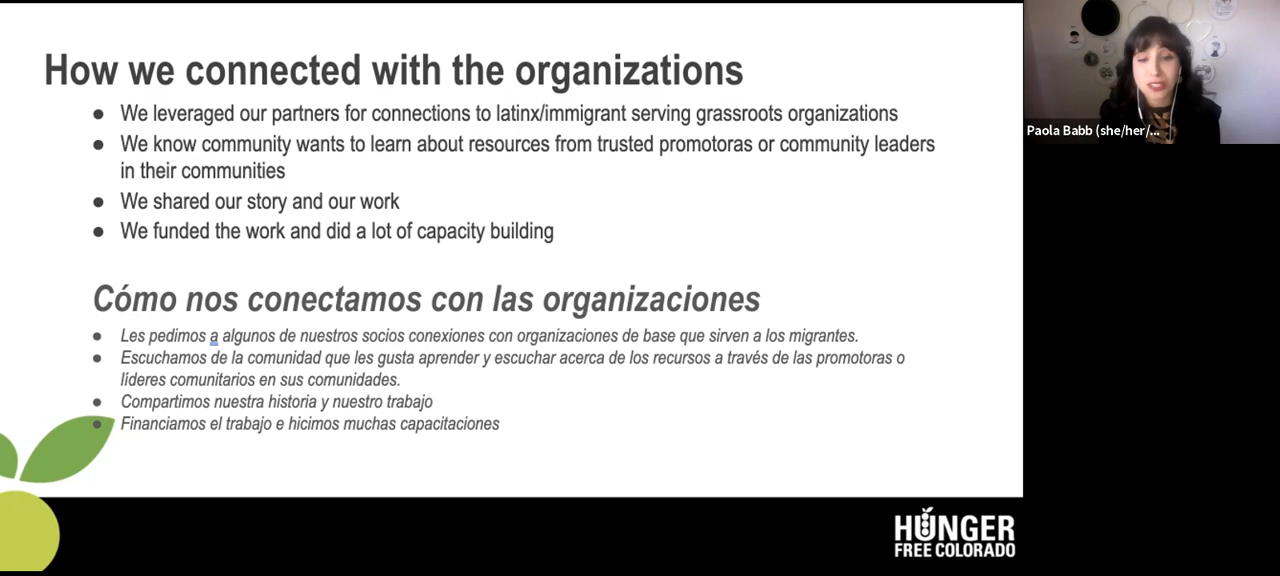 How we connected with the organizations
● We leveraged our partners for connections to latinx/immigrant serving grassroots organizations
● We know community wants to learn about resources from trusted promotoras or community leaders
in their communities
● We shared our story and our work
● We funded the work and did a lot of capacity building
Cómo nos conectamos con las organizaciones
● Les pedimos a algunos de nuestros socios conexiones con organizaciones de base que sirven a los migrantes.
● Escuchamos de la comunidad que les gusta aprender y escuchar acerca de los recursos a través de las promotoras o
líderes comunitarios en sus comunidades.
● Compartimos nuestra historia y nuestro trabajo
● Financiamos el trabajo e hicimos muchas capacitaciones
HUNGER
FREE COLORADO
Paola Babb (she/her/...